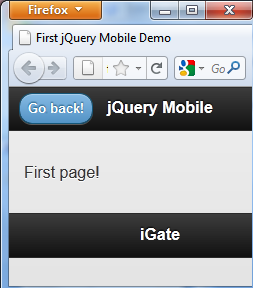 Firefox
First jQuery Mobile Demo
Go
Go back!
jQuery Mobile
First page!
iGate